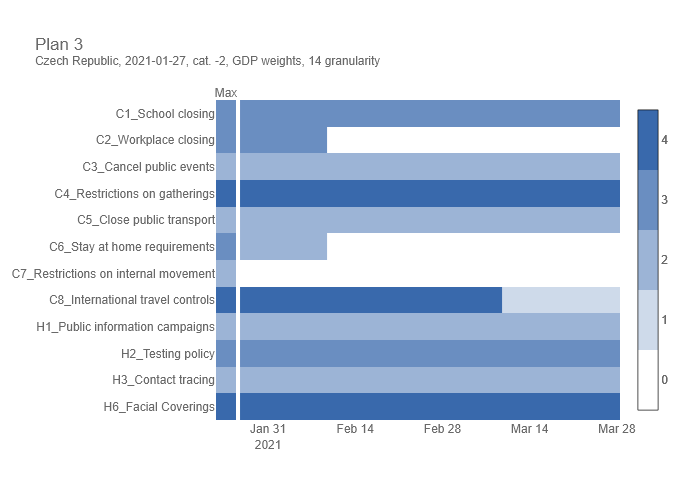 Plan 3
Czech Republic, 2021-01-27, cat. -2, GDP weights, 14 granularity
Max
C1_School closing
C2_Workplace closing
C3_Cancel public events
C4_Restrictions on gatherings
C5_Close public transport
C6_Stay at home requirements
C7_Restrictions on internal movement
C8_International travel controls
H1_Public information campaigns
H2_Testing policy
H3_Contact tracing
H6_Facial Coverings
Jan 31 Feb 14 Feb 28 Mar 14 Mar 28
2021
4
3
2
1
0